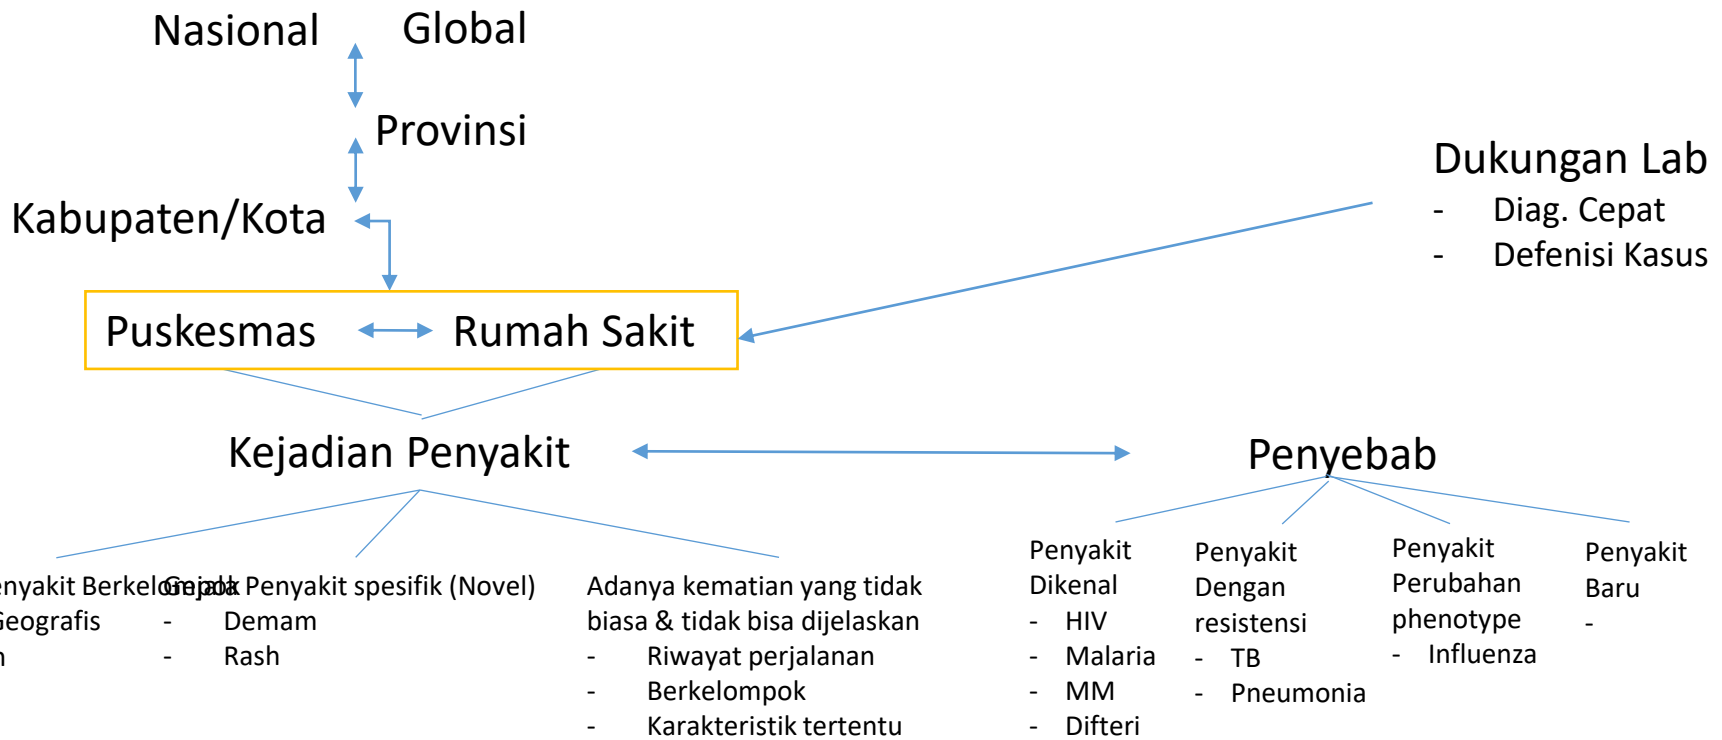 Nasional
Global
Provinsi
Kabupaten/Kota
Dukungan Lab
- Diag. Cepat
- Defenisi Kasus
Puskesmas
Rumah Sakit
Kejadian Penyakit
Penyebab
enyakit Berkelompok
Geografis
Gejala Penyakit spesifik (Novel)
- Demam
- Rash
Adanya kematian yang tidak
biasa & tidak bisa dijelaskan
- Riwayat perjalanan
- Berkelompok
- Karakteristik tertentu
Penyakit
Dikenal
- HIV
- Malaria
- MM
- Difteri
Penyakit
Dengan
resistensi
- TB
- Pneumonia
Penyakit
Perubahan
phenotype
- Influenza
Penyakit
Baru
-